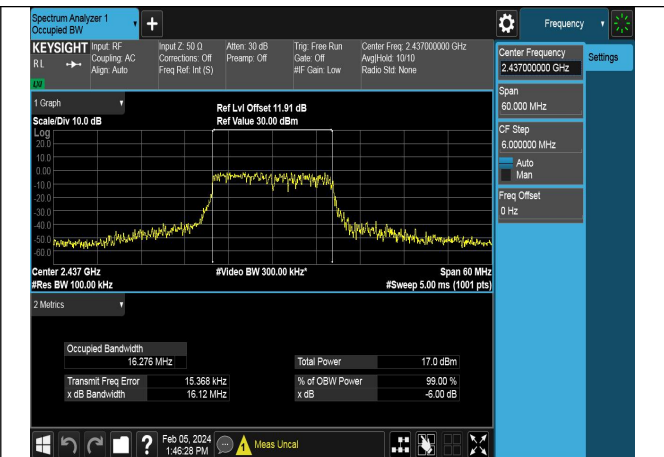 Spectrum Analyzer 1
Occupied BW
Frequency
KEYSIGHT
RL
Input: RF
Coupling: AC
Align: Auto
Input Z: 50 Ω
Corrections: Off
Freq Ref: Int (S)
Atten: 30 dB
Preamp: Off
Trig: Free Run
Gate: Off
#IF Gain: Low
Center Freq: 2.437000000 GHz
Avg|Hold: 10/10
Radio Std: None
Center Frequency
2.437000000 GHz
Settings
Span
60.000 MHz
CF Step
6.000000 MHz
Auto
Man
Freq Offset
0 Hz
1 Graph
Scale/Div 10.0 dB
Ref Lvl Offset 11.91 dB
Ref Value 30.00 dBm
Log
20.0
10.0
0.00
-10.0
-20.0
-30.0
-40.0
-50.0
-60.0
Center 2.437 GHz
#Video BW 300.00 kHz*
Span 60 MHz
#Res BW 100.00 kHz
#Sweep 5.00 ms (1001 pts)
2 Metrics
Occupied Bandwidth
16.276 MHz
Total Power 17.0 dBm
Transmit Freq Error 15.368 kHz
% of OBW Power 99.00 %
x dB Bandwidth 16.12 MHz
x dB -6.00 dB
?
Feb 05, 2024
1:46:28 PM
Meas Uncal